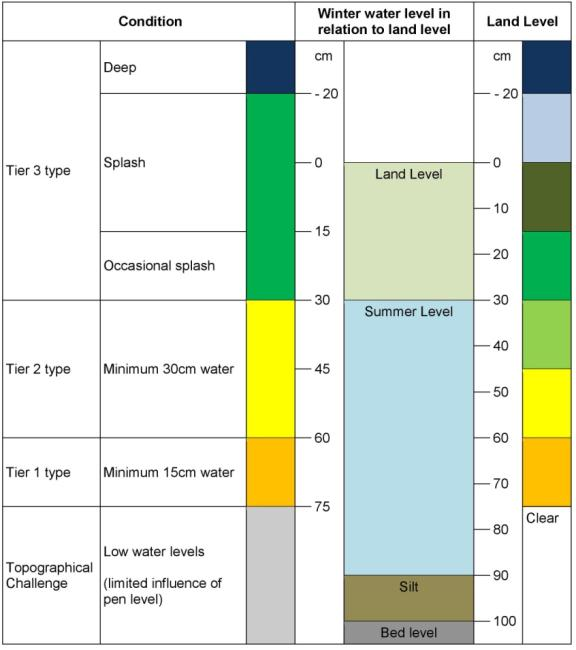 Condition
Winter water level in
relation to land level
Land Level
Tier 3 type
Deep
Splash
Occasional splash
Tier 2 type
Minimum 30cm water
Tier 1 type
Minimum 15cm water
Topographical
Challenge
Low water levels
(limited influence of
pen level)
cm
- 20
0
15
30
45
60
75
Land Level
Summer Level
Silt
Bed level
cm
- 20
0
10
20
30
40
50
60
70
80
90
100
Clear